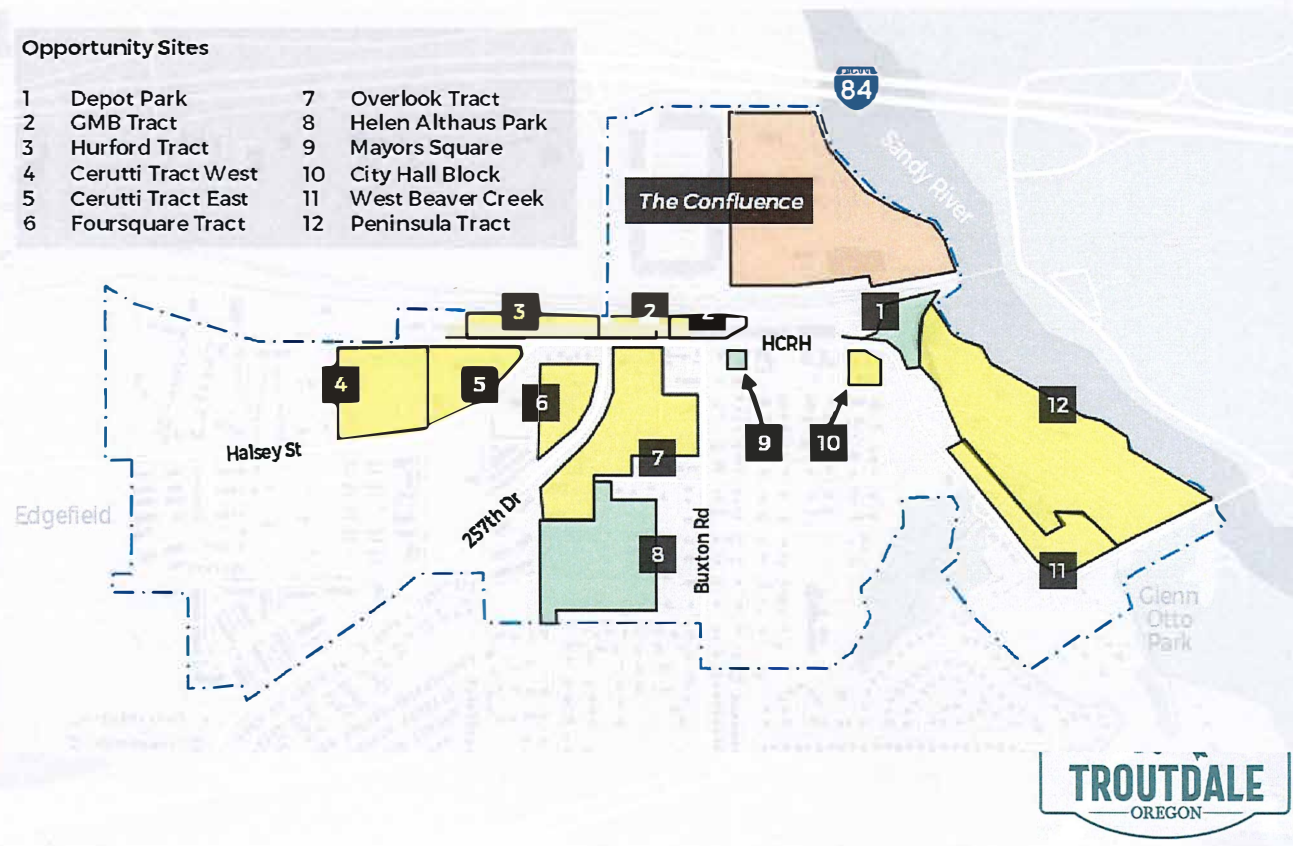 Opportunity Sites
1 Depot Park
2 GMB Tract
3 Hurford Tract
4 Cerutti Tract West
5 Cerutti Tract East
6 Foursquare Tract
7 Overlook Tract
8 Helen Althaus Park
9 Mayors Square
10 City Hall Block
11 West Beaver Creek
12 Peninsula Tract
84
Sandy River
The Confluence
3
2
2
1
HCRH
4
5
6
12
9
10
7
Halsey St
257th Dr
Edgefield
Buxton Rd
8
11
Glenn
Otto
Park
TROUTDALE
OREGON